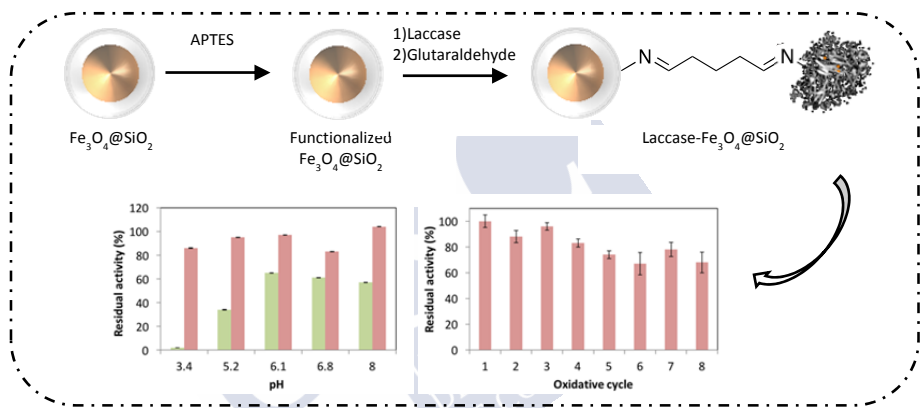 APTES
1)Laccase
2)Glutaraldehyde
N
N
Fe₃O₄@SiO₂
Functionalized
Fe₃O₄@SiO₂
Laccase-Fe₃O₄@SiO₂
Residual activity (%)
120
100
80
60
40
20
0
3.4 5.2 6.1 6.8 8
pH
Residual activity (%)
100
80
60
40
20
0
1 2 3 4 5 6 7 8
Oxidative cycle